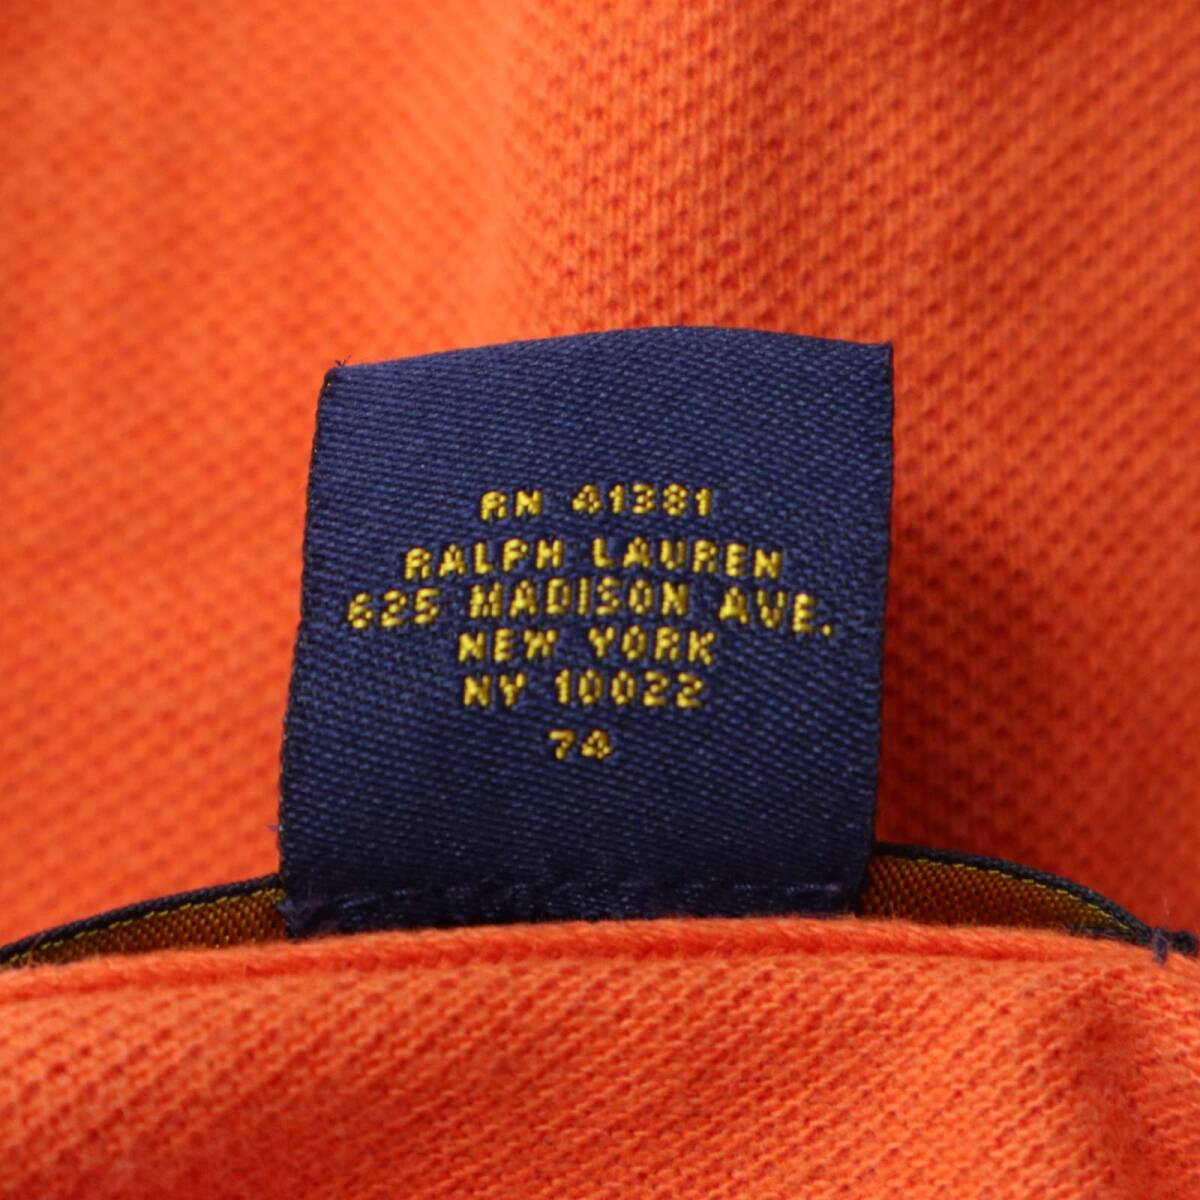 RN 41381
RALPH LAUREN
625 MADISON AVE.
NEW YORK
NY 10022
74